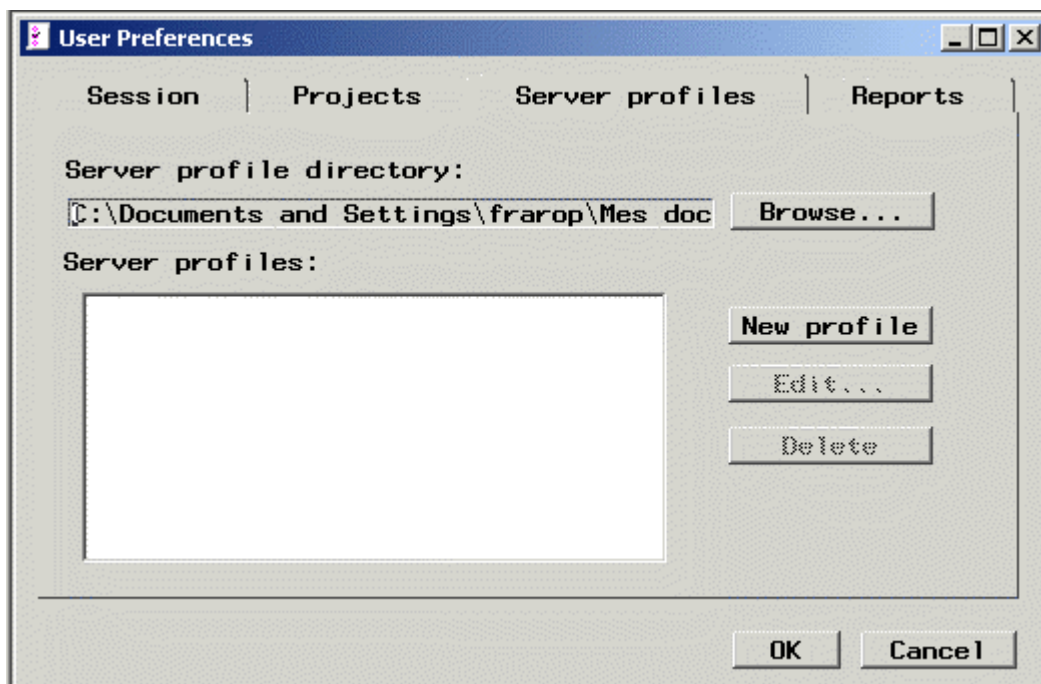 User Preferences
Session Projects Server profiles Reports
Server profile directory:
C:\Documents and Settings\frarop\Mes doc Browse...
Server profiles:
New profile
Edit...
Delete
OK Cancel